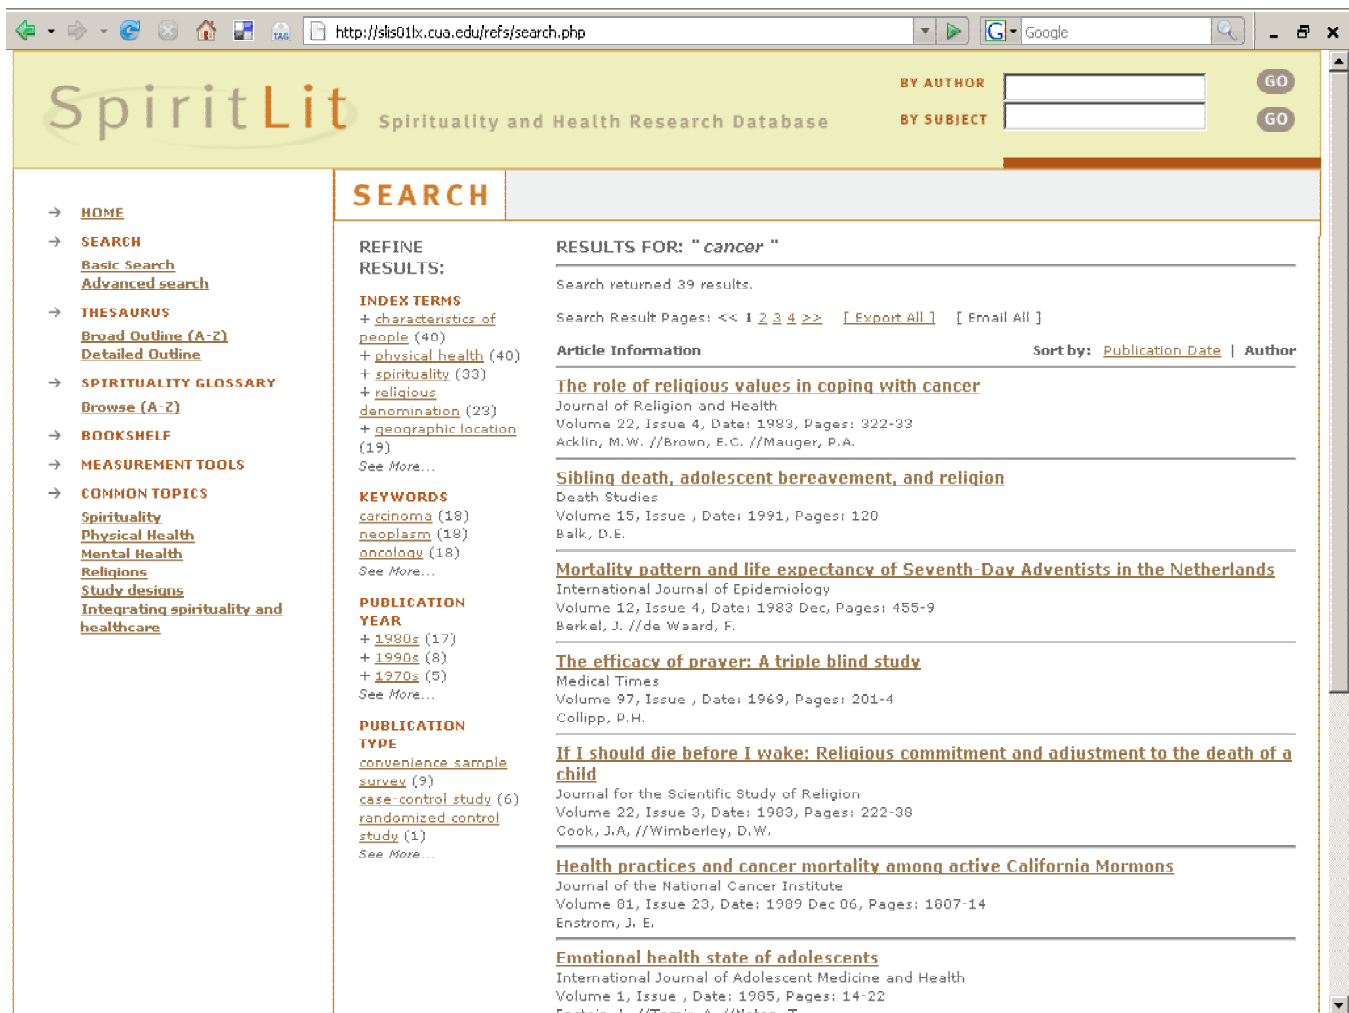 http://slis01lx.cua.edu/refs/search.php
Google
TAG
SpiritLit
Spirituality and Health Research Database
BY AUTHOR
GO
BY SUBJECT
GO
HOME
SEARCH
Basic Search
Advanced search
THESAURUS
Broad Outline (A-Z)
Detailed Outline
SPIRITUALITY GLOSSARY
Browse (A-Z)
BOOKSHELF
MEASUREMENT TOOLS
COMMON TOPICS
Spirituality
Physical Health
Mental Health
Religions
Study designs
Integrating spirituality and
healthcare
SEARCH
REFINE
RESULTS:
INDEX TERMS
+ characteristics of
people (40)
+ physical health (40)
+ spirituality (33)
+ religious
denomination (23)
+ geographic location
(19)
See More...
KEYWORDS
carcinoma (18)
neoplasm (18)
oncology (18)
See More...
PUBLICATION
YEAR
+ 1980s (17)
+ 1990s (8)
+ 1970s (5)
See More...
PUBLICATION
TYPE
convenience sample
survey (9)
case-control study (6)
randomized control
study (1)
See More...
RESULTS FOR: " cancer "
Search returned 39 results.
Search Result Pages: << 1 2 3 4 >> [ Export All ] [ Email All ]
Article Information Sort by: Publication Date | Author
The role of religious values in coping with cancer
Journal of Religion and Health
Volume 22, Issue 4, Date: 1983, Pages: 322-33
Acklin, M.W. //Brown, E.C. //Mauger, P.A.
Sibling death, adolescent bereavement, and religion
Death Studies
Volume 15, Issue , Date: 1991, Pages: 120
Balk, D.E.
Mortality pattern and life expectancy of Seventh-Day Adventists in the Netherlands
International Journal of Epidemiology
Volume 12, Issue 4, Date: 1983 Dec, Pages: 455-9
Berkel, J. //de Waard, F.
The efficacy of prayer: A triple blind study
Medical Times
Volume 97, Issue , Date: 1969, Pages: 201-4
Collipp, P.H.
If I should die before I wake: Religious commitment and adjustment to the death of a
child
Journal for the Scientific Study of Religion
Volume 22, Issue 3, Date: 1983, Pages: 222-38
Cook, J.A, //Wimberley, D.W.
Health practices and cancer mortality among active California Mormons
Journal of the National Cancer Institute
Volume 81, Issue 23, Date: 1989 Dec 06, Pages: 1807-14
Enstrom, J. E.
Emotional health state of adolescents
International Journal of Adolescent Medicine and Health
Volume 1, Issue , Date: 1985, Pages: 14-22